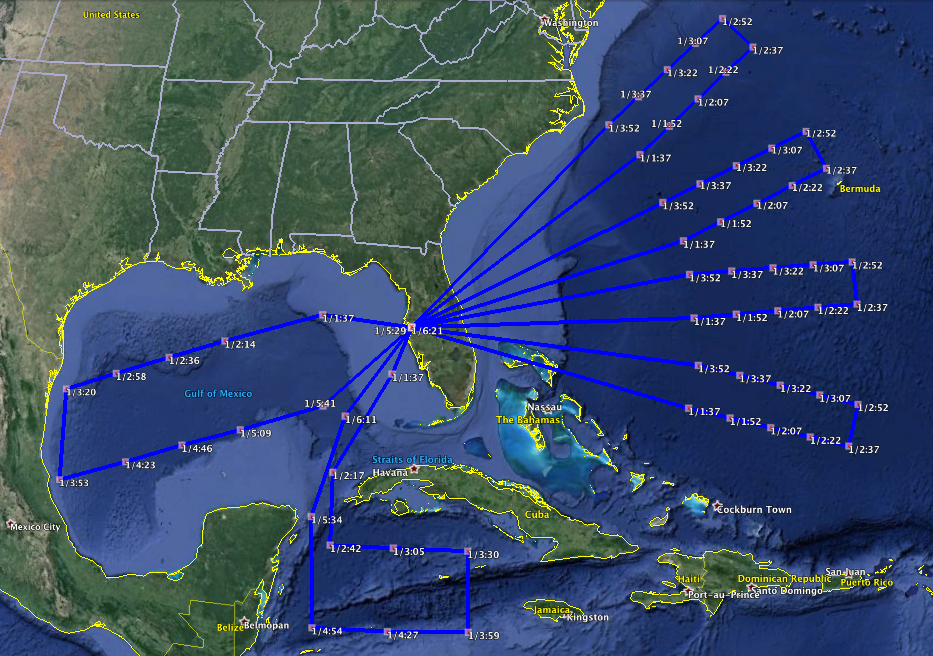 United States
Washington
1/2:52
1/3:07
1/2:37
1/3:22
1/2:22
1/3:37
1/2:07
1/3:52
1/1:52
1/1:37
1/2:52
1/3:07
1/3:22
1/2:37
1/3:37
1/2:22
Bermuda
1/3:52
1/2:07
1/1:52
1/1:37
1/3:52
1/3:37
1/3:22
1/3:07
1/2:52
1/1:37
1/1:52
1/2:07
1/2:22
1/2:37
1/1:37
1/5:29
1/6:21
1/2:14
1/2:36
1/2:58
1/3:20
1/1:37
Gulf of Mexico
1/3:52
1/3:37
1/3:22
1/3:07
1/2:52
1/5:41
1/6:11
Nassau
The Bahamas
1/1:37
1/1:52
1/2:07
1/2:22
1/2:37
1/5:09
1/4:46
1/4:23
1/3:53
Straits of Florida
Havana
1/2:17
Cuba
Cockburn Town
1/5:34
Mexico City
1/2:42
1/3:05
1/3:30
Haiti
Dominican Republic
San Juan
Puerto Rico
Port-au-Prince
Santo Domingo
Jamaica
Kingston
Belize
Belmopan
1/4:54
1/4:27
1/3:59